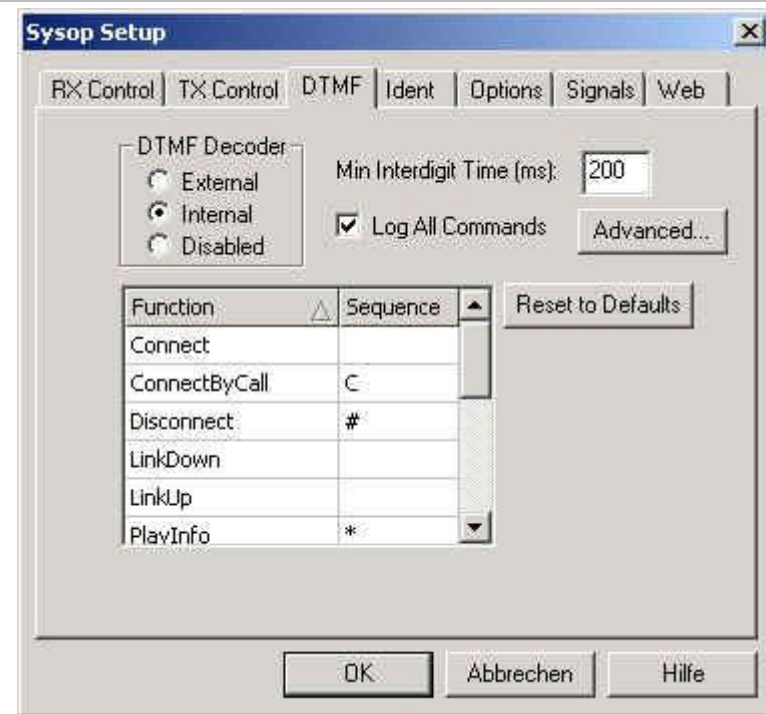 Sysop Setup
RX Control TX Control DTMF Ident Options Signals Web
DTMF Decoder
External
Internal
Disabled
Min Interdigit Time (ms): 200
Log All Commands
Advanced...
Function Sequence
Connect
ConnectByCall C
Disconnect #
LinkDown
LinkUp
PlayInfo *
Reset to Defaults
OK Abbrechen Hilfe